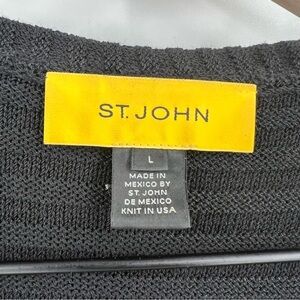 ST. JOHN
L
MADE IN
MEXICO BY
ST. JOHN
DE MEXICO
KNIT IN USA